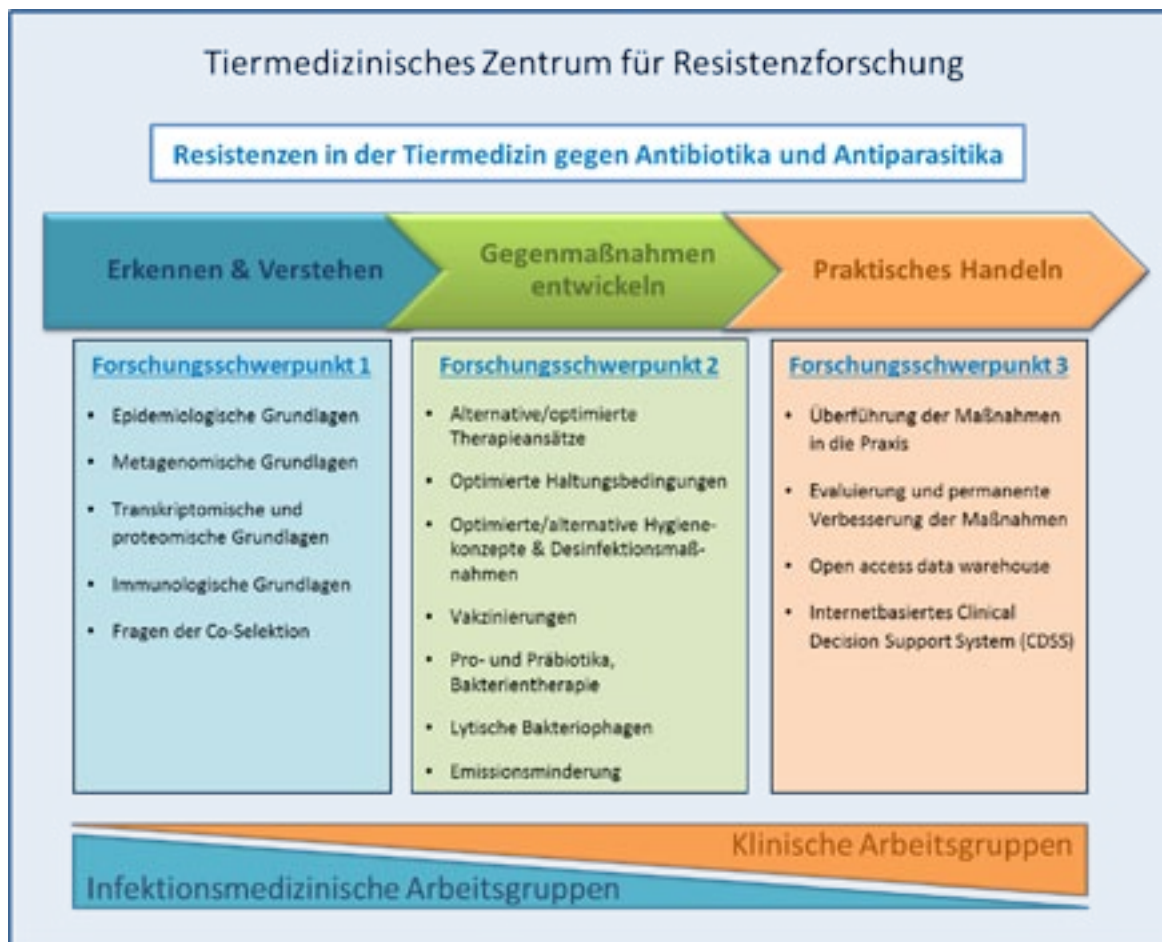 Tiermedizinisches Zentrum für Resistenzforschung
Resistenzen in der Tiermedizin gegen Antibiotika und Antiparasitika
Erkennen & Verstehen
Gegenmaßnahmen
entwickeln
Praktisches Handeln
Forschungsschwerpunkt 1
• Epidemiologische Grundlagen
• Metagenomische Grundlagen
• Transkriptomische und
proteomische Grundlagen
• Immunologische Grundlagen
• Fragen der Co-Selektion
Forschungsschwerpunkt 2
• Alternative/optimierte
Therapieansätze
• Optimierte Haltungsbedingungen
• Optimierte/alternative Hygiene-
konzepte & Desinfektionsmaß-
nahmen
• Vakzinierungen
• Pro- und Präbiotika,
Bakterientherapie
• Lytische Bakteriophagen
• Emissionsminderung
Forschungsschwerpunkt 3
• Überführung der Maßnahmen
in die Praxis
• Evaluierung und permanente
Verbesserung der Maßnahmen
• Open access data warehouse
• Internetbasiertes Clinical
Decision Support System (CDSS)
Klinische Arbeitsgruppen
Infektionsmedizinische Arbeitsgruppen